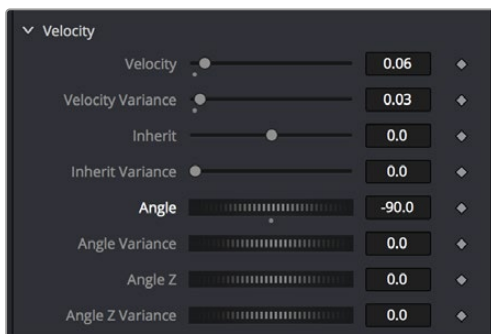 Velocity
Velocity 0.06
Velocity Variance 0.03
Inherit 0.0
Inherit Variance 0.0
Angle -90.0
Angle Variance 0.0
Angle Z 0.0
Angle Z Variance 0.0